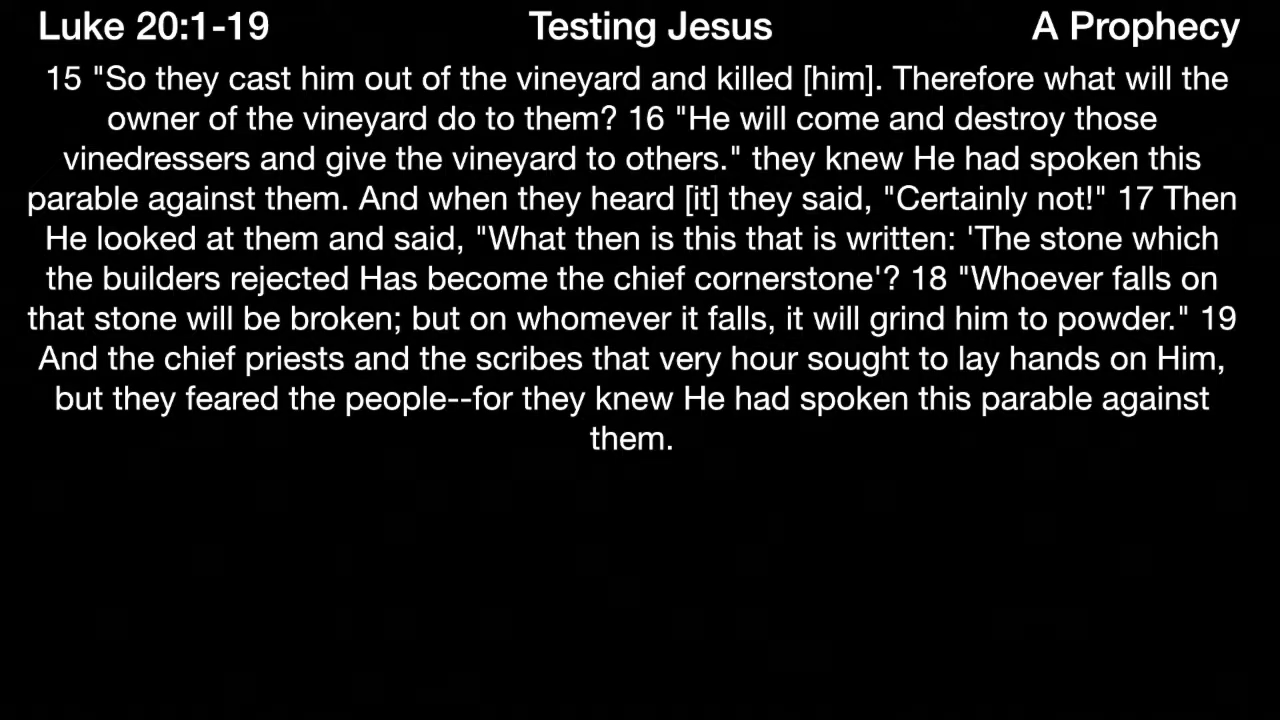 Luke 20:1-19 Testing Jesus A Prophecy
15 "So they cast him out of the vineyard and killed [him]. Therefore what will the
owner of the vineyard do to them? 16 "He will come and destroy those
vinedressers and give the vineyard to others." they knew He had spoken this
parable against them. And when they heard [it] they said, "Certainly not!" 17 Then
He looked at them and said, "What then is this that is written: 'The stone which
the builders rejected Has become the chief cornerstone'? 18 "Whoever falls on
that stone will be broken; but on whomever it falls, it will grind him to powder." 19
And the chief priests and the scribes that very hour sought to lay hands on Him,
but they feared the people--for they knew He had spoken this parable against
them.